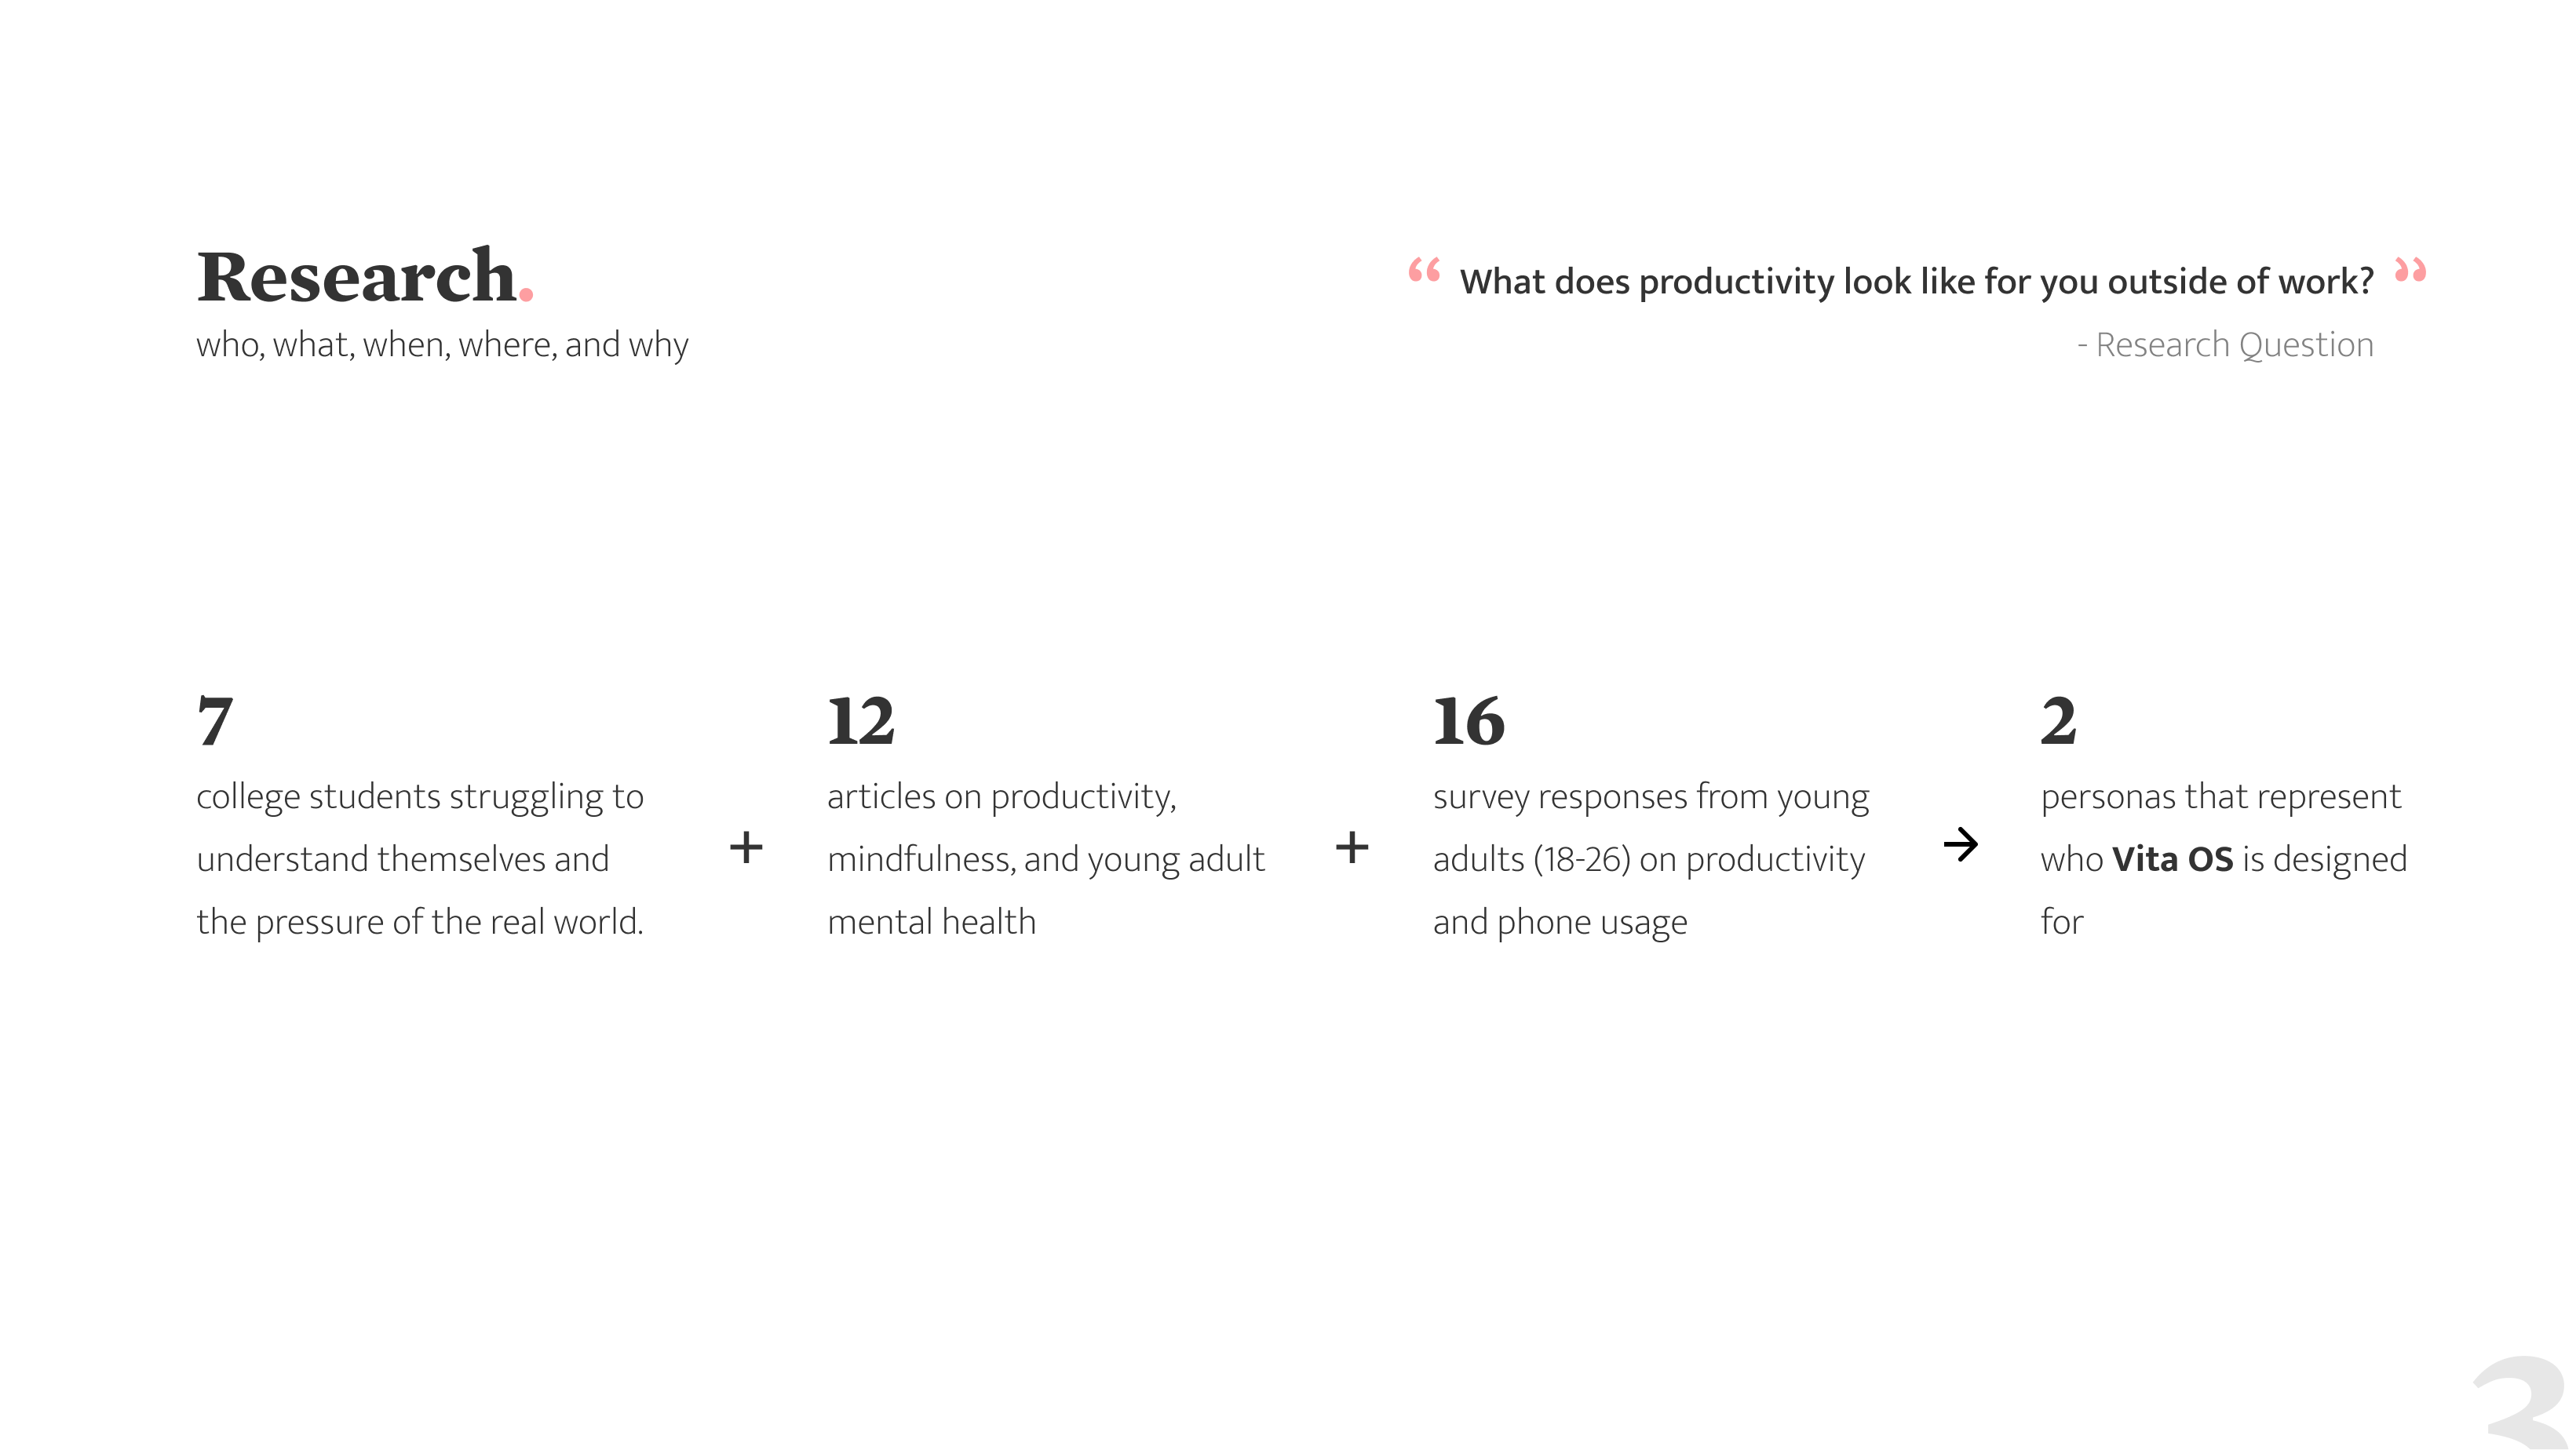 Research.
who, what, when, where, and why
“ What does productivity look like for you outside of work? ”
- Research Question
7
college students struggling to
understand themselves and
the pressure of the real world.
+
12
articles on productivity,
mindfulness, and young adult
mental health
+
16
survey responses from young
adults (18-26) on productivity
and phone usage
→
2
personas that represent
who Vita OS is designed
for
3